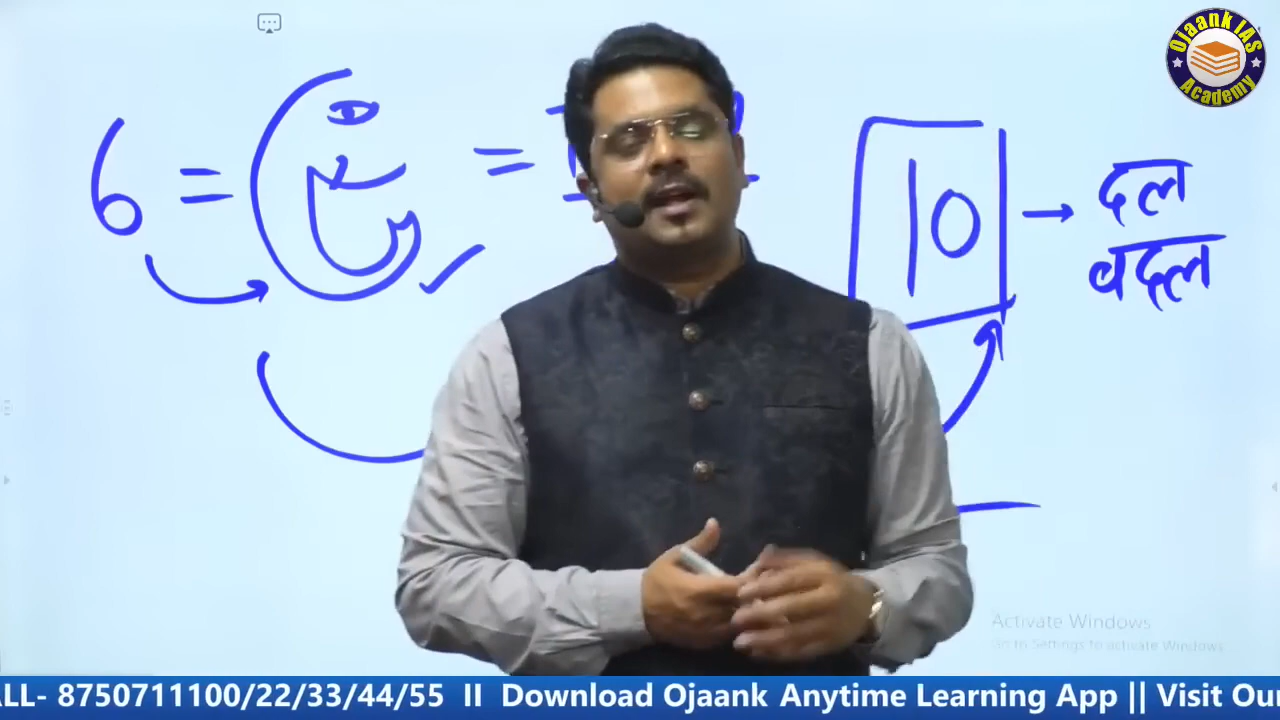 Ojaank IAS
Academy
6 = =
10 → दल
बदल
Activate Windows
Go to Settings to activate Windows.
ALL- 8750711100/22/33/44/55 II Download Ojaank Anytime Learning App || Visit Our